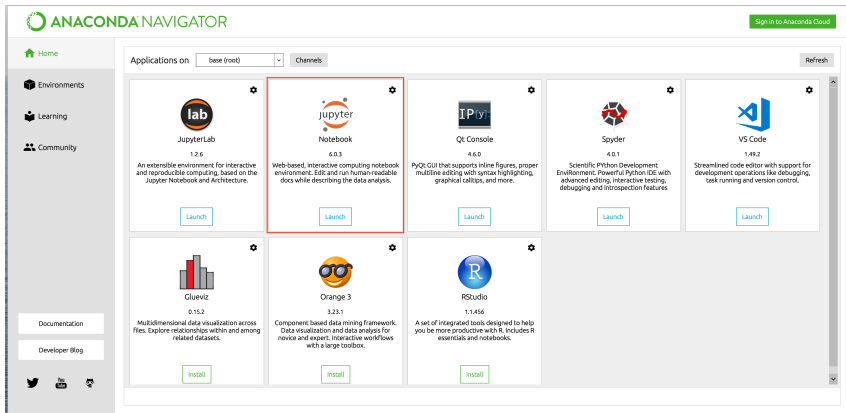 ANACONDA NAVIGATOR
Sign in to Anaconda Cloud
Home
Environments
Learning
Community
Documentation
Developer Blog
You
Tube
Applications on
base (root)
Channels
Refresh
lab
JupyterLab
1.2.6
An extensible environment for interactive
and reproducible computing, based on the
Jupyter Notebook and Architecture.
Launch
jupyter
Notebook
6.0.3
Web-based, interactive computing notebook
environment. Edit and run human-readable
docs while describing the data analysis.
Launch
IP[y]:
Qt Console
4.6.0
PyQt GUI that supports inline figures, proper
multiline editing with syntax highlighting,
graphical calltips, and more.
Launch
Spyder
4.0.1
Scientific PYthon Development
EnviRonment. Powerful Python IDE with
advanced editing, interactive testing,
debugging and introspection features
Launch
VS Code
1.49.2
Streamlined code editor with support for
development operations like debugging,
task running and version control.
Launch
Glueviz
0.15.2
Multidimensional data visualization across
files. Explore relationships within and among
related datasets.
Install
Orange 3
3.23.1
Component based data mining framework.
Data visualization and data analysis for
novice and expert. Interactive workflows
with a large toolbox.
Install
R
RStudio
1.1.456
A set of integrated tools designed to help
you be more productive with R. Includes R
essentials and notebooks.
Install